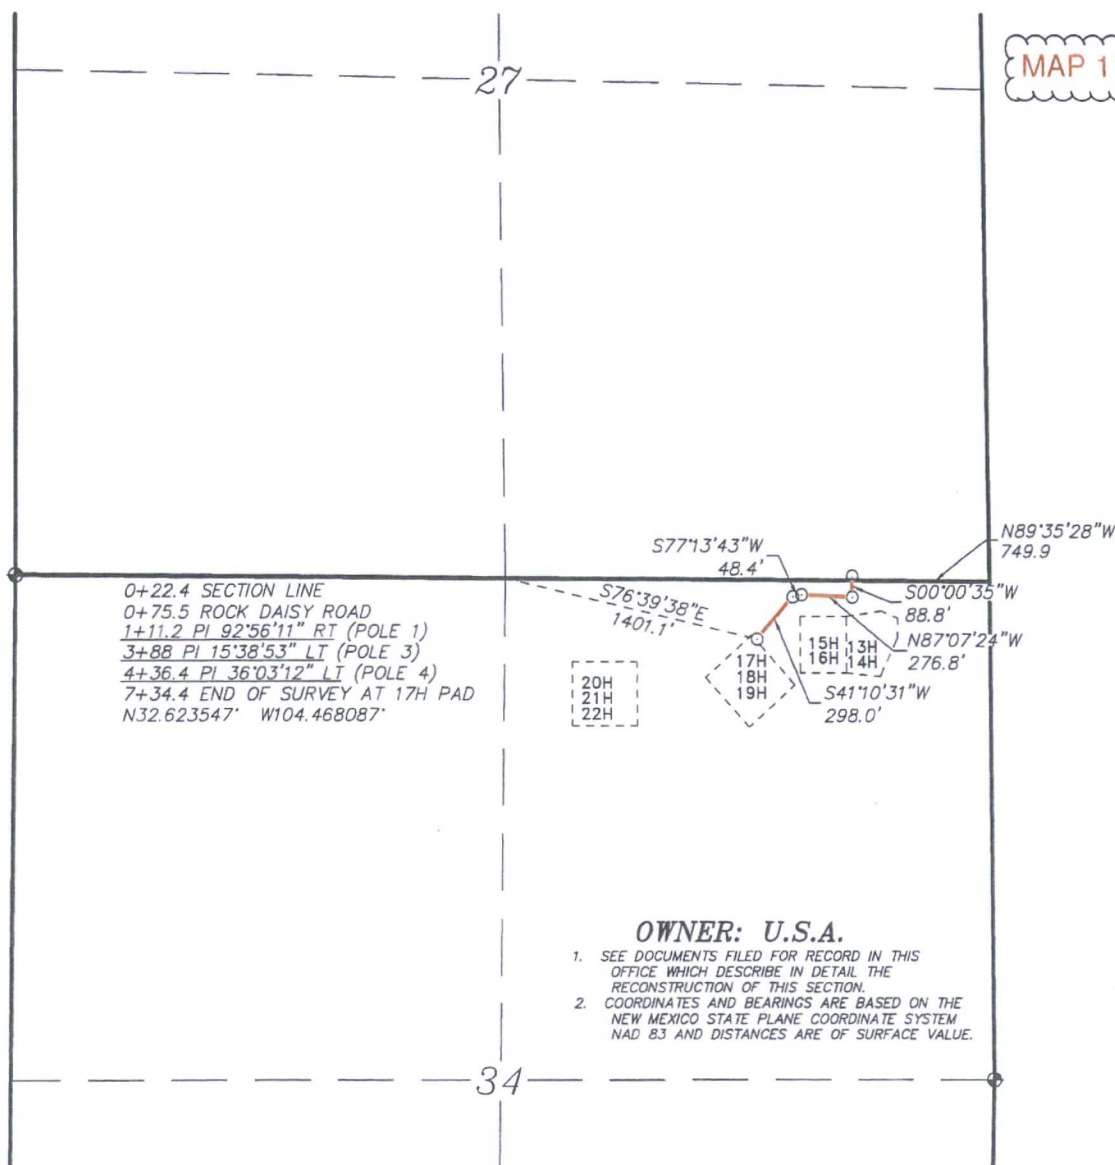 27
MAP 1
N89°35'28"W
749.9
S77°13'43"W
48.4'
S00°00'35"W
88.8'
S76°39'38"E
1401.1'
N87°07'24"W
276.8'
0+22.4 SECTION LINE
0+75.5 ROCK DAISY ROAD
1+11.2 PI 92°56'11" RT (POLE 1)
3+88 PI 15°38'53" LT (POLE 3)
4+36.4 PI 36°03'12" LT (POLE 4)
7+34.4 END OF SURVEY AT 17H PAD
N32.623547° W104.468087°
15H
16H
13H
14H
17H
18H
19H
20H
21H
22H
S41°10'31"W
298.0'
OWNER: U.S.A.
1. SEE DOCUMENTS FILED FOR RECORD IN THIS
OFFICE WHICH DESCRIBE IN DETAIL THE
RECONSTRUCTION OF THIS SECTION.
2. COORDINATES AND BEARINGS ARE BASED ON THE
NEW MEXICO STATE PLANE COORDINATE SYSTEM
NAD 83 AND DISTANCES ARE OF SURFACE VALUE.
34